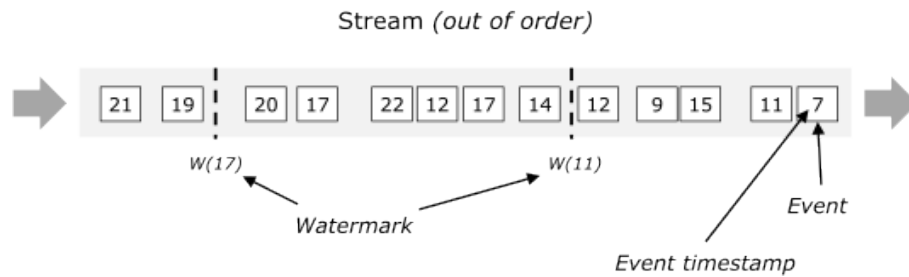 Stream (out of order)
21 19 20 17 22 12 17 14 12 9 15 11 7
W(17) W(11)
Watermark
Event
Event timestamp